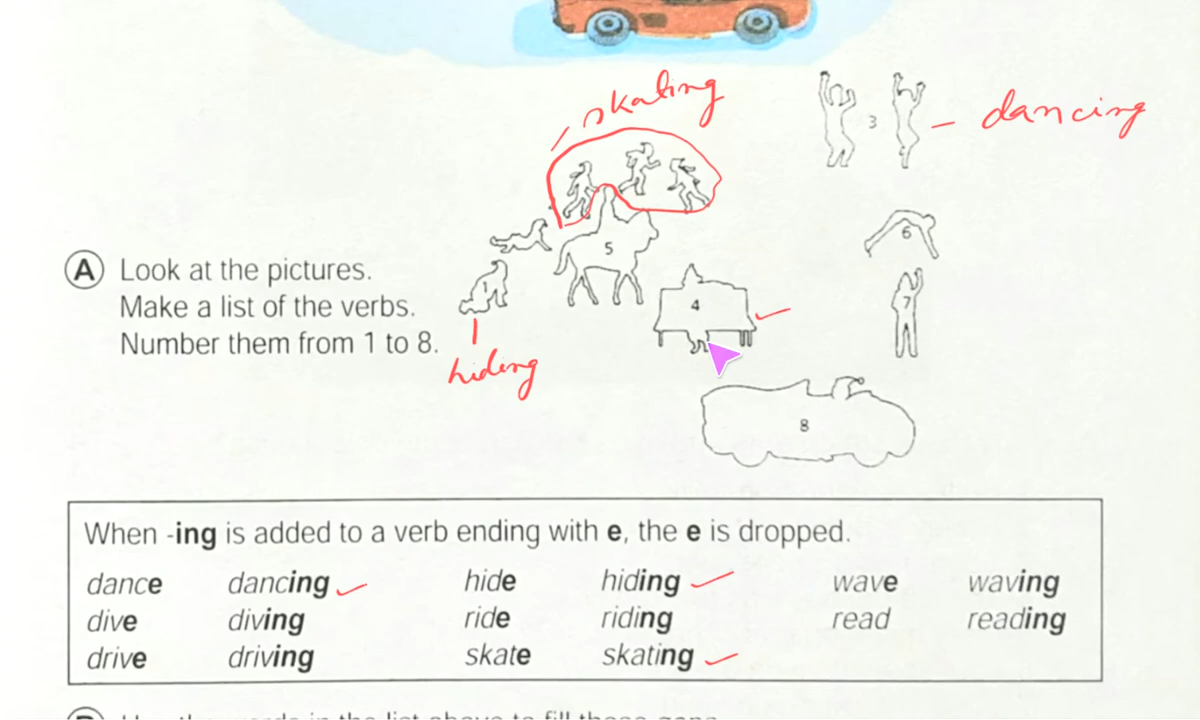 skating
3
dancing
5
6
A Look at the pictures.
Make a list of the verbs.
Number them from 1 to 8.
1
4
7
hiding
8
When -ing is added to a verb ending with e, the e is dropped.
dance dancing hide hiding wave waving
dive diving ride riding read reading
drive driving skate skating